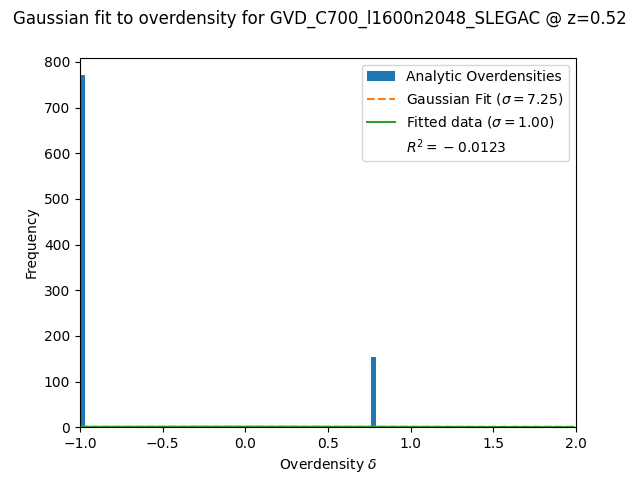 Gaussian fit to overdensity for GVD_C700_l1600n2048_SLEGAC @ z=0.52
800
700
600
500
400
300
200
100
0
Frequency
Analytic Overdensities
Gaussian Fit (σ = 7.25)
Fitted data (σ = 1.00)
R² = −0.0123
−1.0 −0.5 0.0 0.5 1.0 1.5 2.0
Overdensity δ